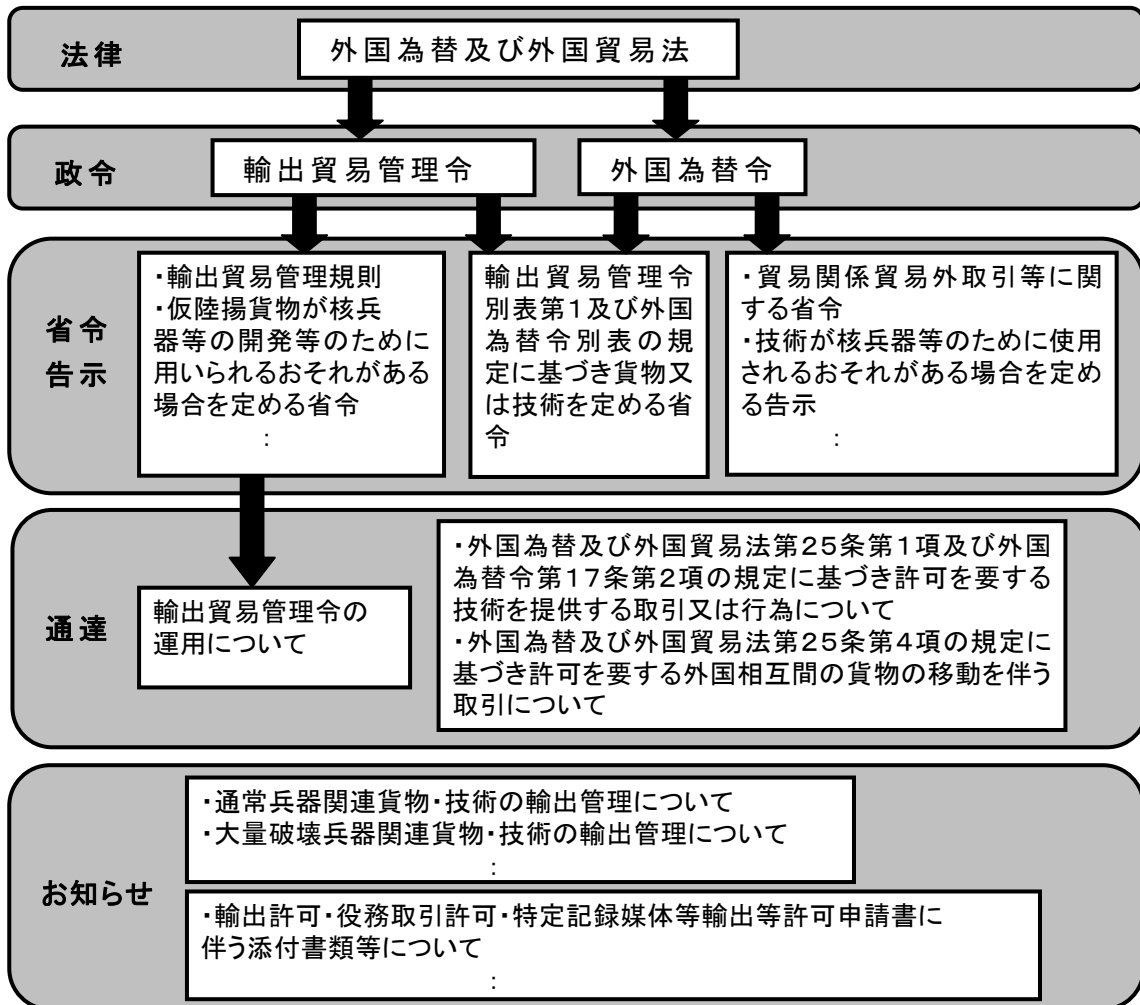 法律
外国為替及び外国貿易法
政令
輸出貿易管理令
外国為替令
省令
告示
・輸出貿易管理規則
・仮陸揚貨物が核兵
器等の開発等のために
用いられるおそれがある
場合を定める省令
:
輸出貿易管理令
別表第1及び外国
為替令別表の規
定に基づき貨物又
は技術を定める省
令
・貿易関係貿易外取引等に関
する省令
・技術が核兵器等のために使用
されるおそれがある場合を定め
る告示
:
通達
輸出貿易管理令の
運用について
・外国為替及び外国貿易法第25条第1項及び外国
為替令第17条第2項の規定に基づき許可を要する
技術を提供する取引又は行為について
・外国為替及び外国貿易法第25条第4項の規定に
基づき許可を要する外国相互間の貨物の移動を伴う
取引について
お知らせ
・通常兵器関連貨物・技術の輸出管理について
・大量破壊兵器関連貨物・技術の輸出管理について
:
・輸出許可・役務取引許可・特定記録媒体等輸出等許可申請書に
伴う添付書類等について
: